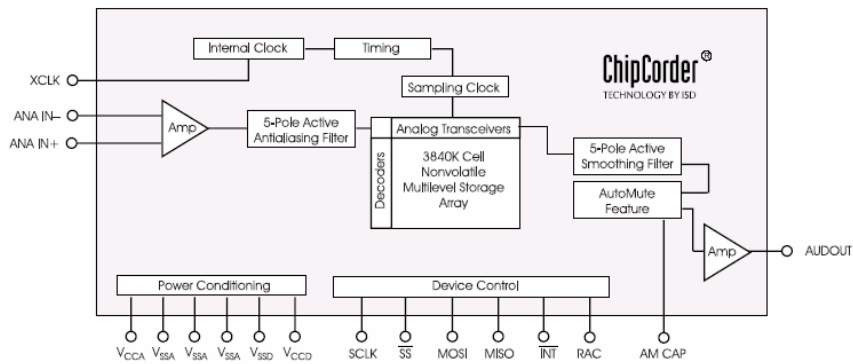 Internal Clock
Timing
ChipCorder®
TECHNOLOGY BY ISD
XCLK
Sampling Clock
ANA IN–
ANA IN+
Amp
5-Pole Active
Antialiasing Filter
Analog Transceivers
Decoders
3840K Cell
Nonvolatile
Multilevel Storage
Array
5-Pole Active
Smoothing Filter
AutoMute
Feature
Amp
AUDOUT
Power Conditioning
Device Control
VCCA
VSSA
VSSA
VSSA
VSSD
VCCD
SCLK
SS
MOSI
MISO
INT
RAC
AM CAP